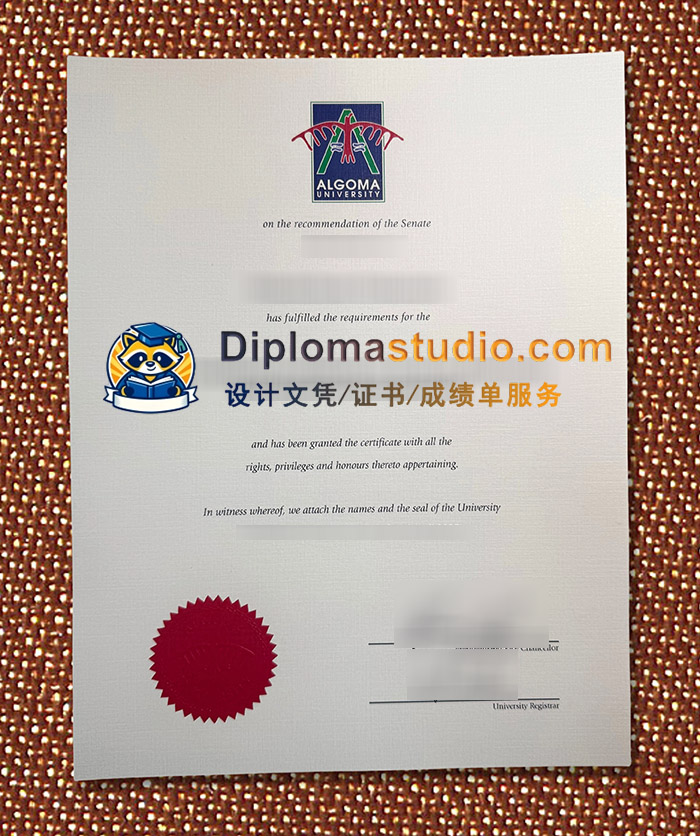 ALGOMA
UNIVERSITY
on the recommendation of the Senate
has fulfilled the requirements for the
Diplomastudio.com
设计文凭/证书/成绩单服务
and has been granted the certificate with all the
rights, privileges and honours thereto appertaining.
In witness whereof, we attach the names and the seal of the University
Chancellor
University Registrar